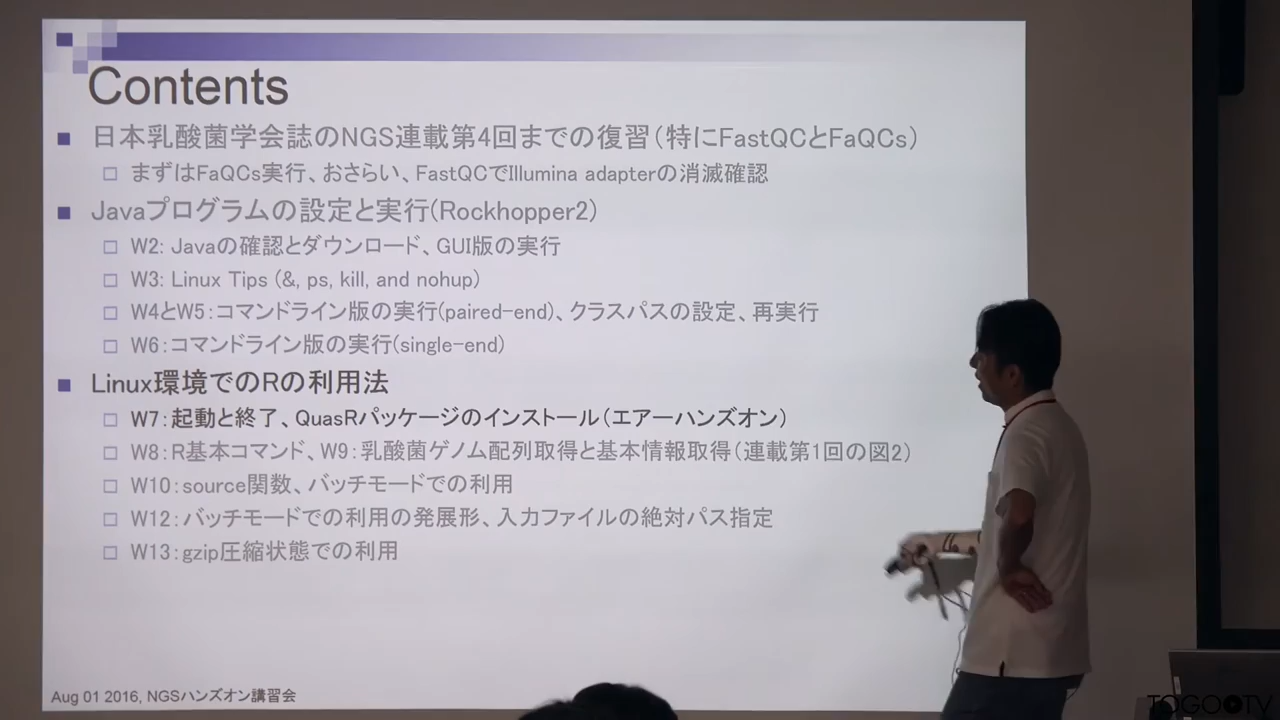 Contents
日本乳酸菌学会誌のNGS連載第4回までの復習(特にFastQCとFaQCs)
まずはFaQCs実行、おさらい、FastQCでIllumina adapterの消滅確認
Javaプログラムの設定と実行(Rockhopper2)
W2: Javaの確認とダウンロード、GUI版の実行
W3: Linux Tips (&, ps, kill, and nohup)
W4とW5:コマンドライン版の実行(paired-end)、クラスパスの設定、再実行
W6:コマンドライン版の実行(single-end)
Linux環境でのRの利用法
W7:起動と終了、QuasRパッケージのインストール(エアーハンズオン)
W8:R基本コマンド、W9:乳酸菌ゲノム配列取得と基本情報取得(連載第1回の図2)
W10:source関数、バッチモードでの利用
W12:バッチモードでの利用の発展形、入力ファイルの絶対パス指定
W13:gzip圧縮状態での利用
Aug 01 2016, NGSハンズオン講習会
TOGOTV